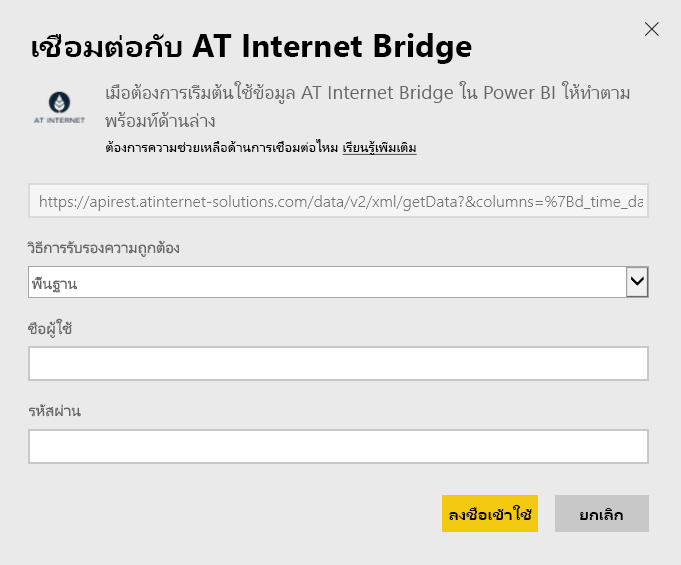 เชื่อมต่อกับ AT Internet Bridge
AT INTERNET
เมื่อต้องการเริ่มต้นใช้ข้อมูล AT Internet Bridge ใน Power BI ให้ทำตาม
พร้อมท์ด้านล่าง
ต้องการความช่วยเหลือด้านการเชื่อมต่อไหม เรียนรู้เพิ่มเติม
https://apirest.atinternet-solutions.com/data/v2/xml/getData?&columns=%7Bd_time_da
วิธีการรับรองความถูกต้อง
พื้นฐาน
ชื่อผู้ใช้
รหัสผ่าน
ลงชื่อเข้าใช้ ยกเลิก